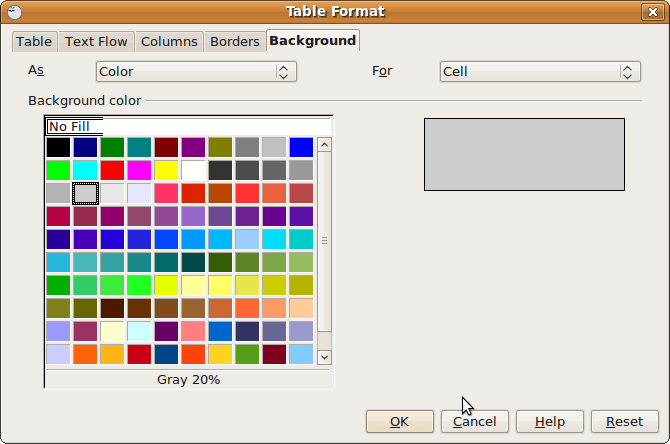 Table Format
Table Text Flow Columns Borders Background
As Color For Cell
Background color
No Fill
Gray 20%
OK Cancel Help Reset